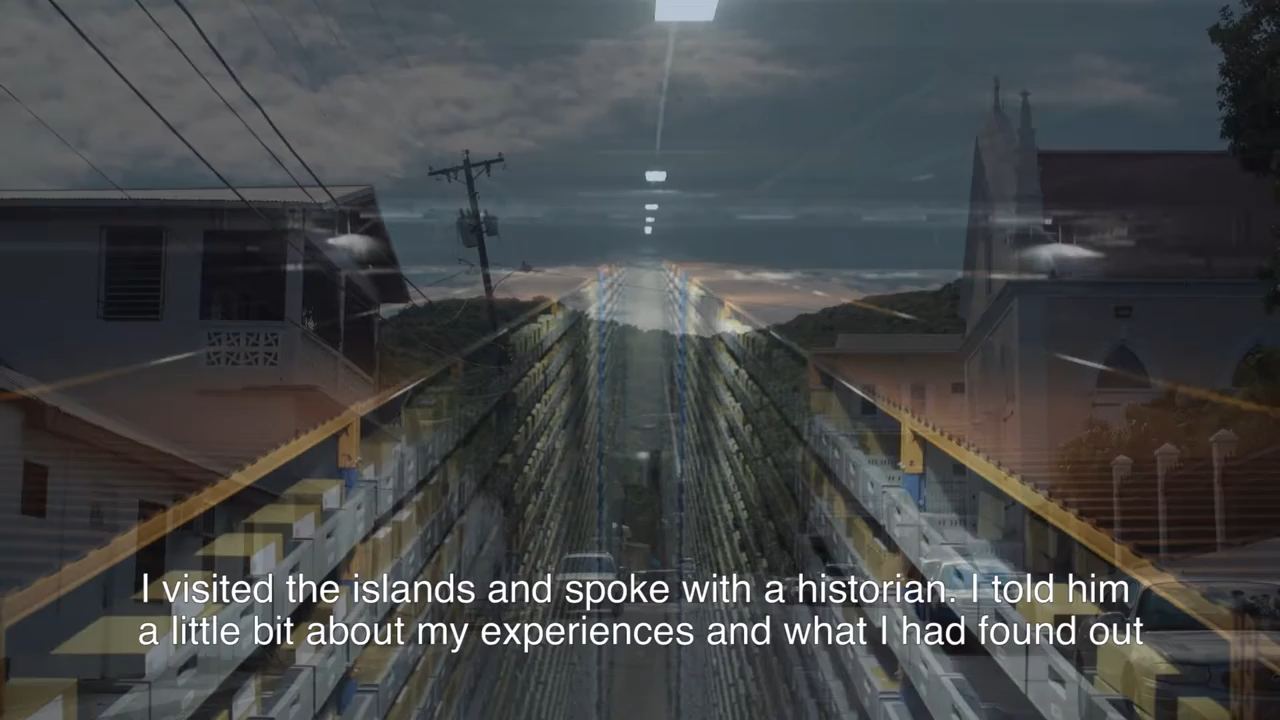 I visited the islands and spoke with a historian. I told him
a little bit about my experiences and what I had found out